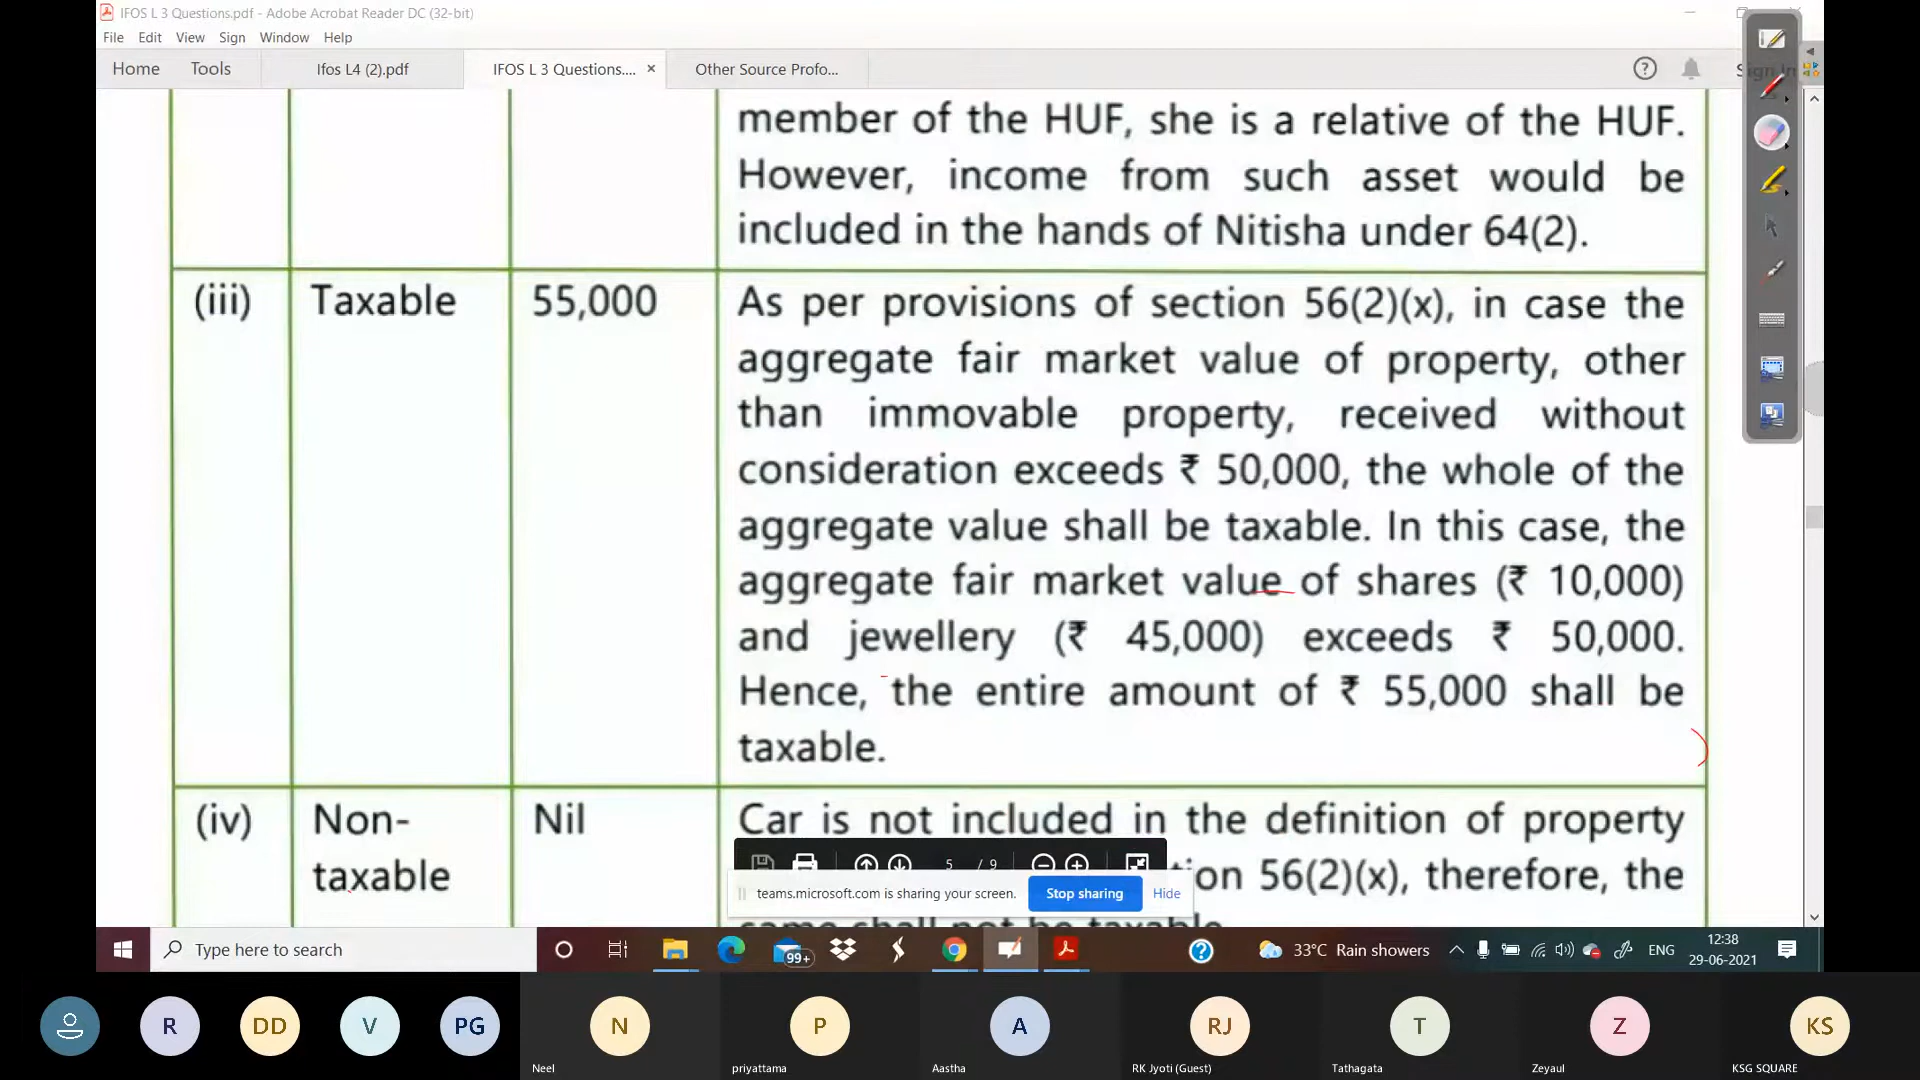 IFOS L 3 Questions.pdf - Adobe Acrobat Reader DC (32-bit)
File Edit View Sign Window Help
Home Tools Ifos L4 (2).pdf IFOS L 3 Questions.... × Other Source Profo... Sign In
member of the HUF, she is a relative of the HUF.
However, income from such asset would be
included in the hands of Nitisha under 64(2).
(iii) Taxable 55,000 As per provisions of section 56(2)(x), in case the
aggregate fair market value of property, other
than immovable property, received without
consideration exceeds ₹ 50,000, the whole of the
aggregate value shall be taxable. In this case, the
aggregate fair market value of shares (₹ 10,000)
and jewellery (₹ 45,000) exceeds ₹ 50,000.
Hence, the entire amount of ₹ 55,000 shall be
taxable.
(iv) Non- Nil Car is not included in the definition of property
taxable 56(2)(x), therefore, the
5 / 9
teams.microsoft.com is sharing your screen. Stop sharing Hide
same shall not be taxable
Type here to search 99+ 33°C Rain showers ENG 12:38
29-06-2021
R DD V PG N P A RJ T Z KS
Neel priyattama Aastha RK Jyoti (Guest) Tathagata Zeyaul KSG SQUARE